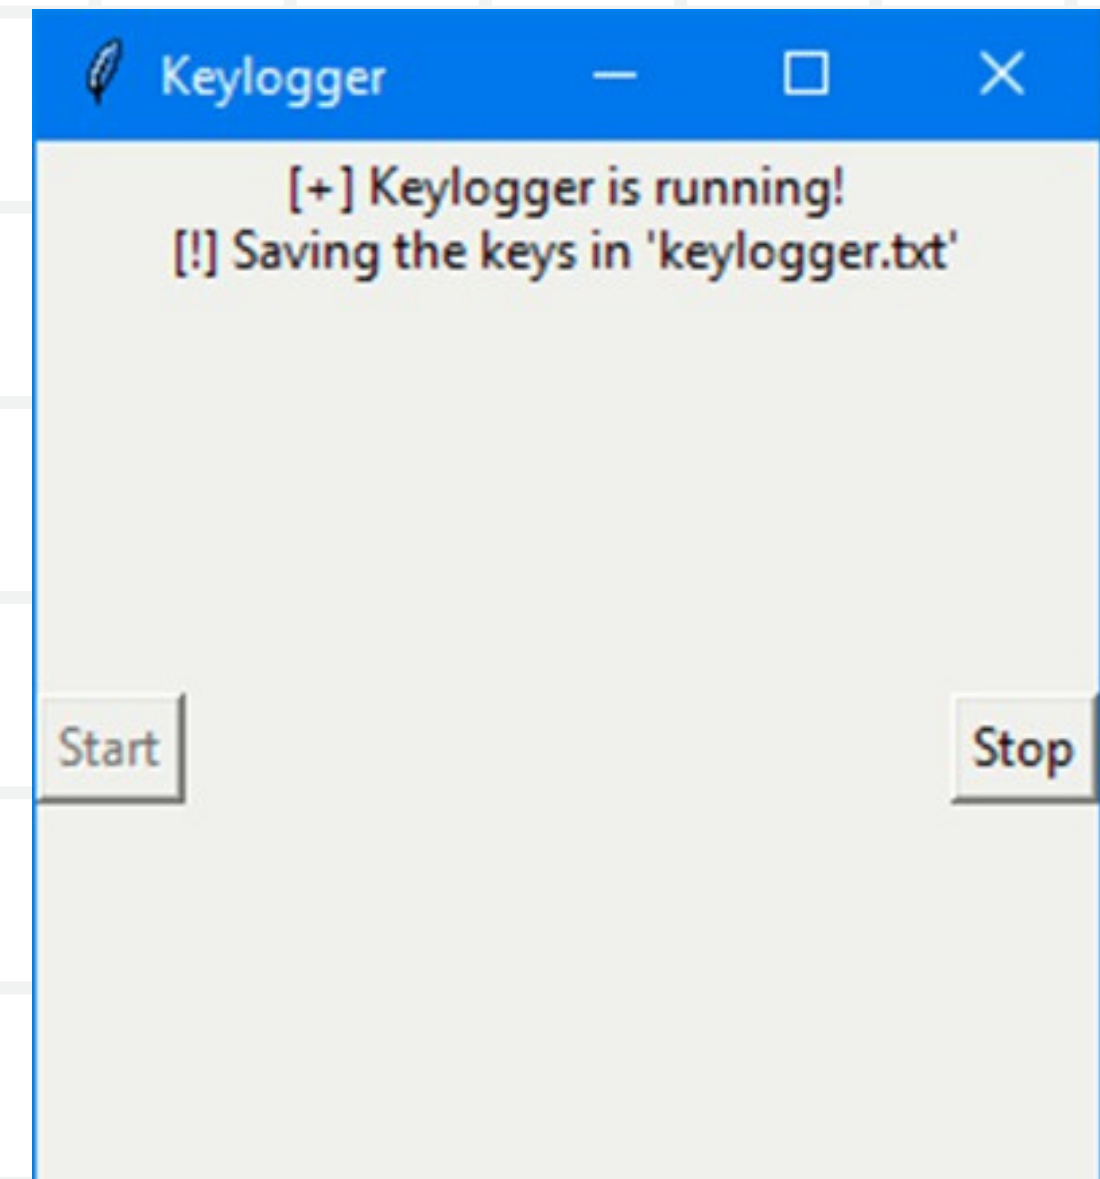 Keylogger
[+] Keylogger is running!
[!] Saving the keys in 'keylogger.txt'
Start Stop